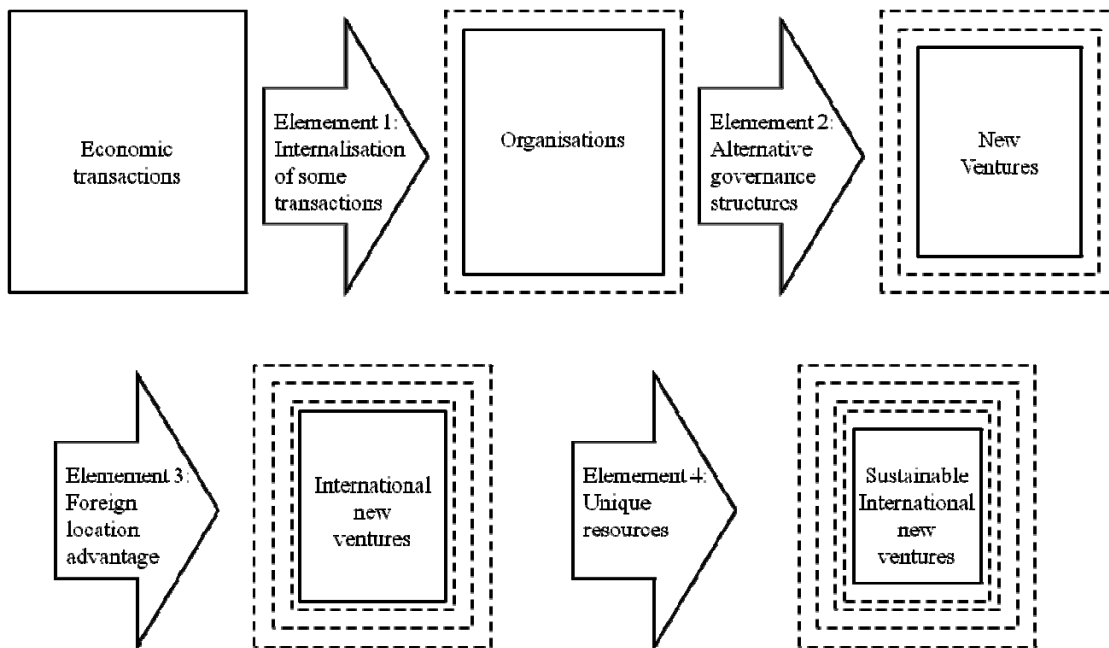 Economic
transactions
Elemement 1:
Internalisation
of some
transactions
Organisations
Elemement 2:
Alternative
governance
structures
New
Ventures
Elemement 3:
Foreign
location
advantage
International
new
ventures
Elemement 4:
Unique
resources
Sustainable
International
new
ventures